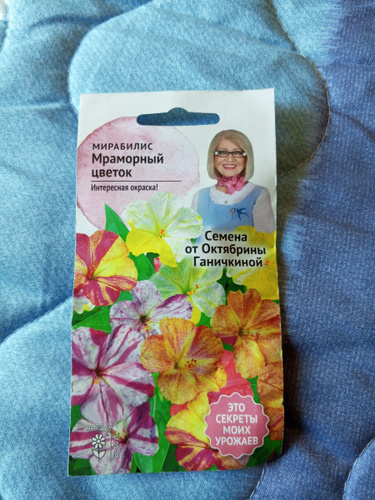 МИРАБИЛИС
Мраморный
цветок
Интересная окраска!
Семена
от Октябрины
Ганичкиной
ЭТО
СЕКРЕТЫ
МОИХ
УРОЖАЕВ